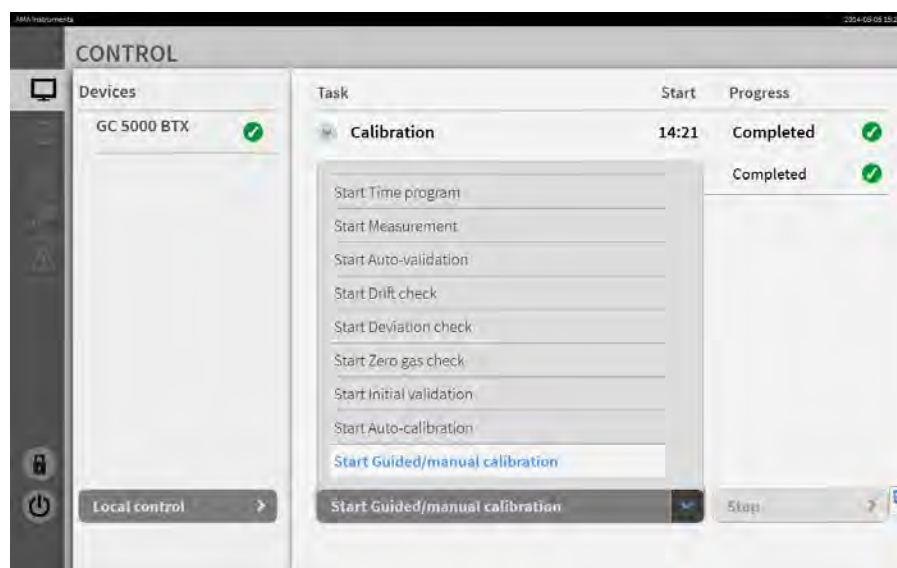 AMA Instruments
CONTROL
Devices
GC 5000 BTX
Local control
Task Start Progress
Calibration 14:21 Completed
Completed
Start Time program
Start Measurement
Start Auto-validation
Start Drift check
Start Deviation check
Start Zero gas check
Start Initial validation
Start Auto-calibration
Start Guided/manual calibration
Start Guided/manual calibration
Stop